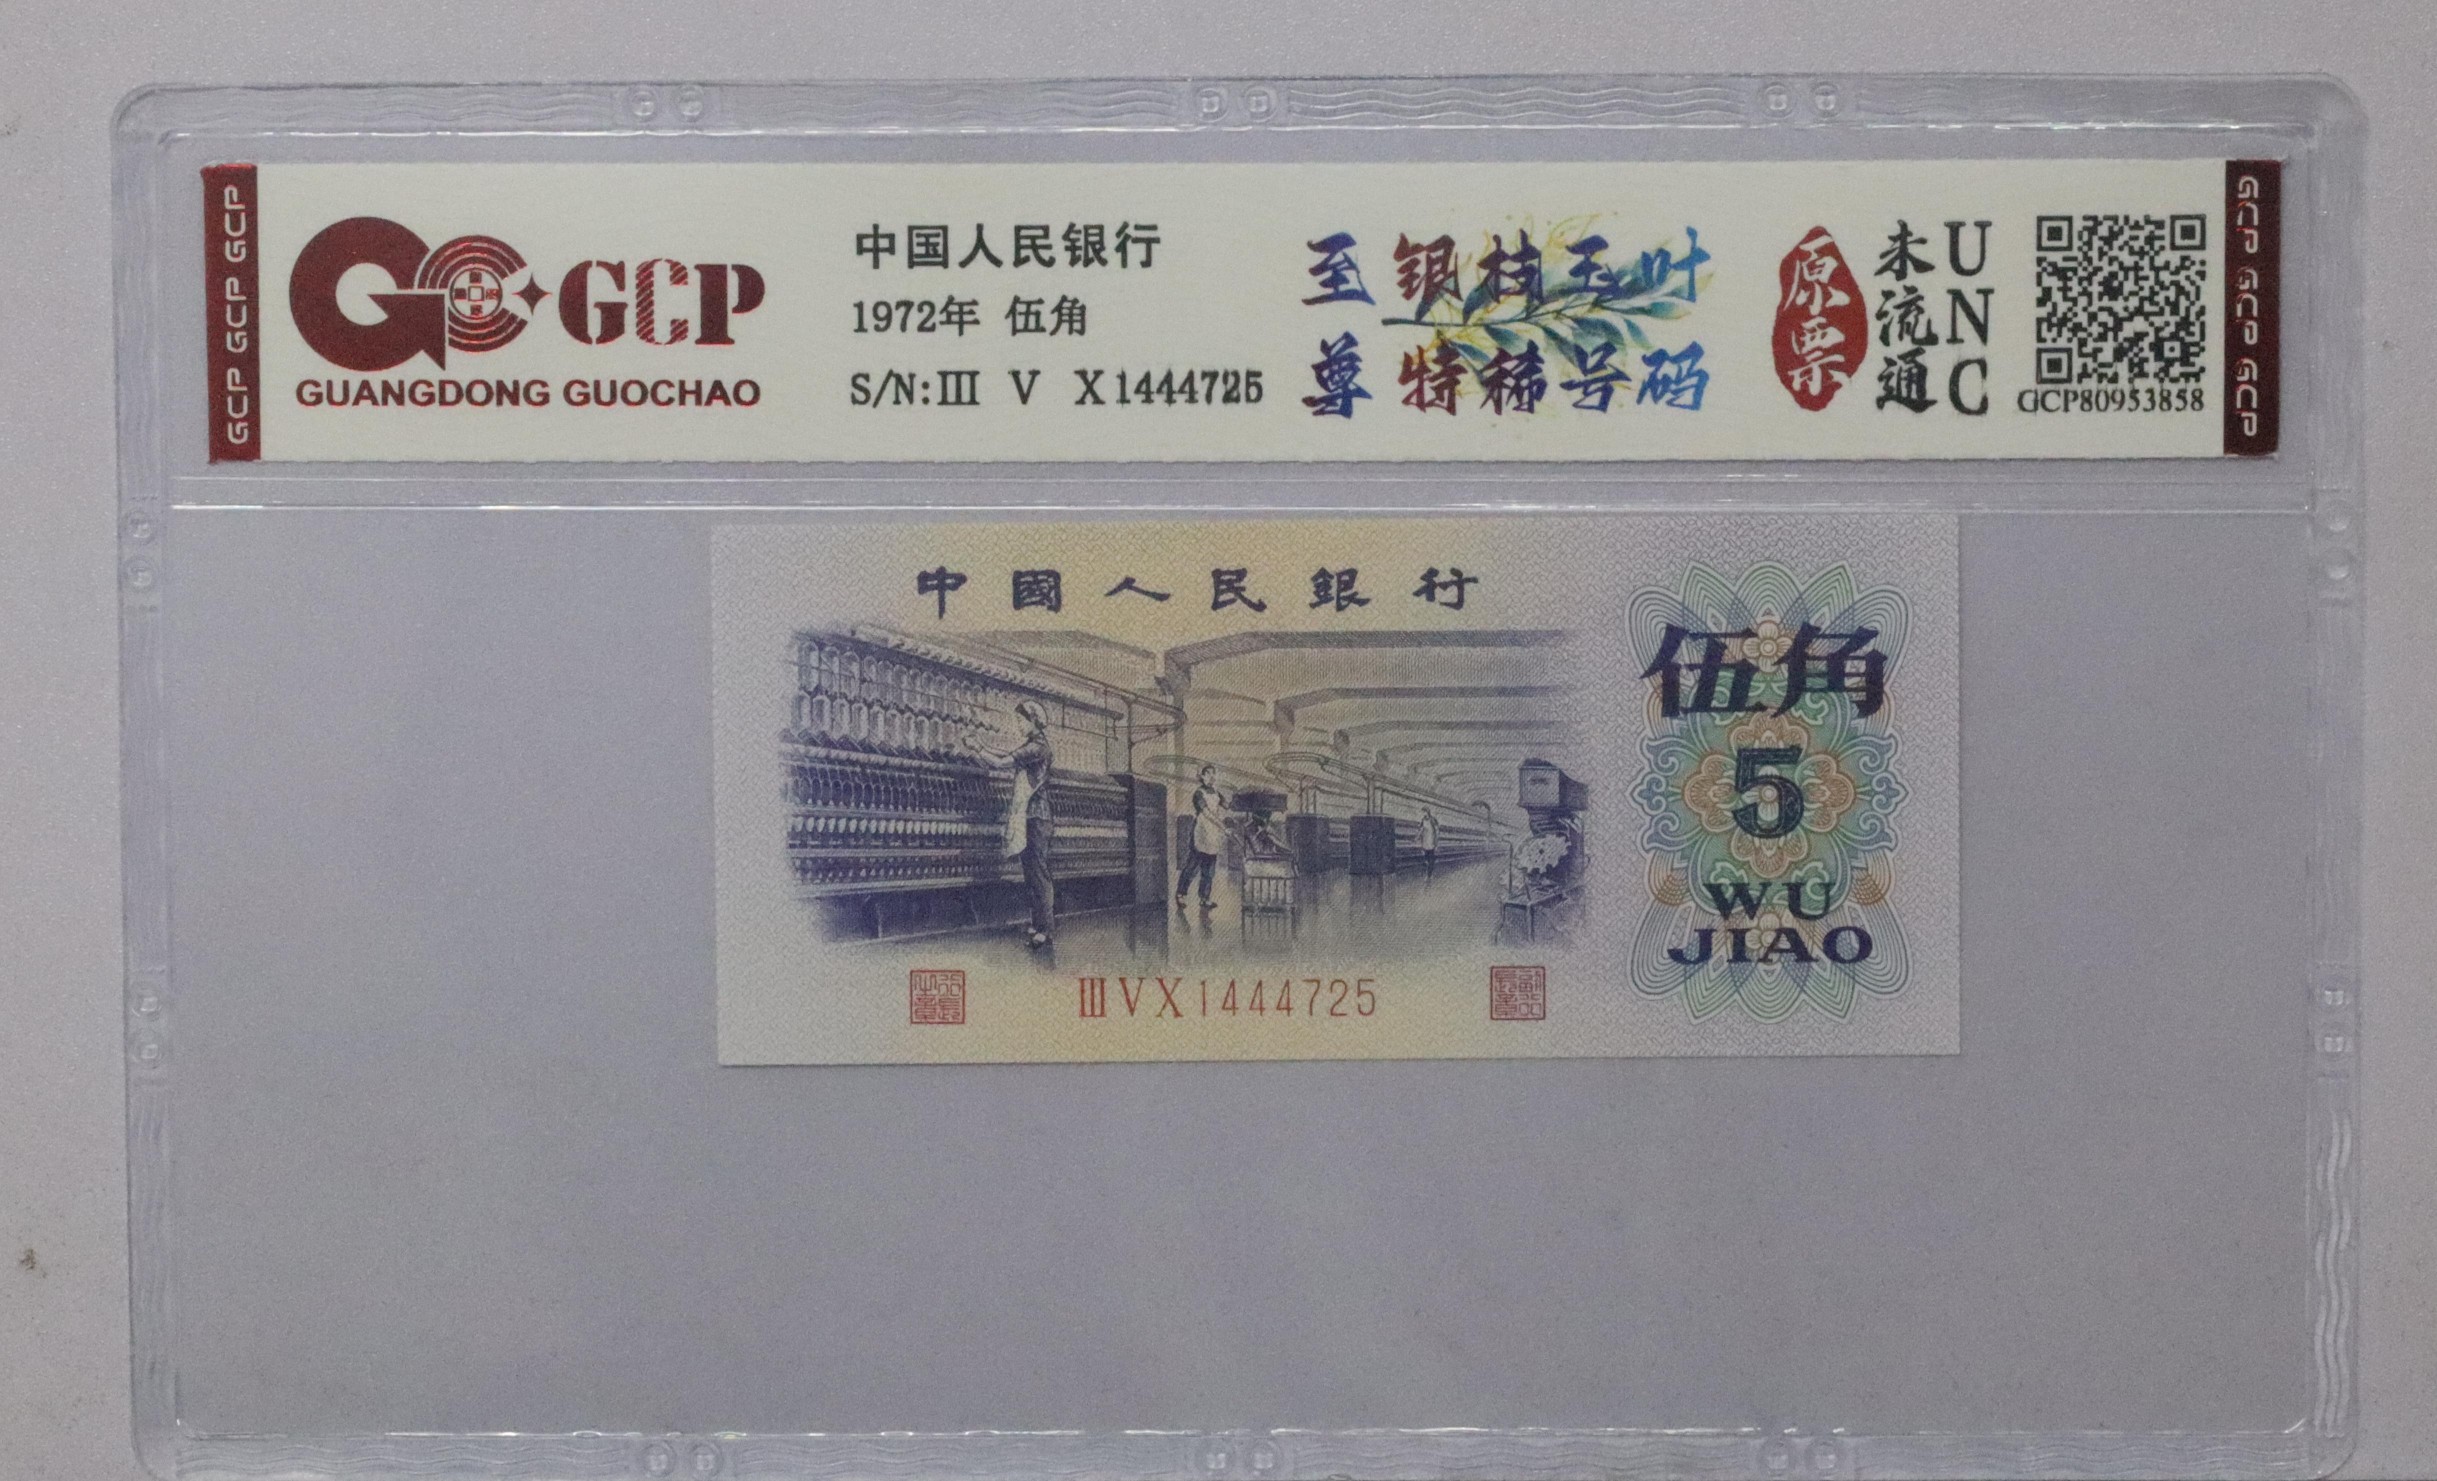 GCP GCP GCP
GCP
GUANGDONG GUOCHAO
中国人民银行
1972年 伍角
S/N:Ⅲ V X1444725
至尊
银枝玉叶
特稀号码
原票
未流通
UNC
GCP80953858
GCP GCP GCP
中國人民銀行
伍角
5
WU
JIAO
ⅢVX1444725